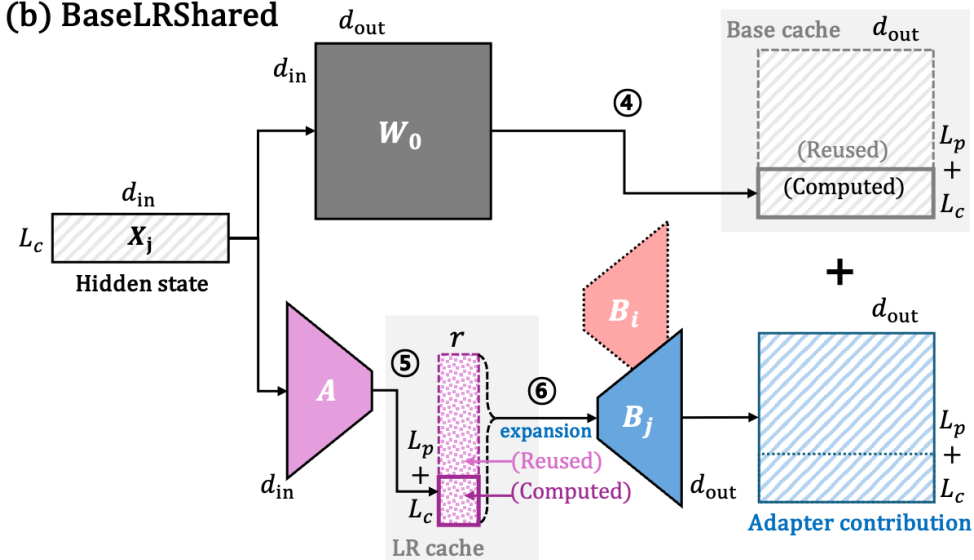 (b) BaseLRShared
d_out
d_in
W_0
④
Base cache
d_out
(Reused)
(Computed)
L_p
+
L_c
d_in
L_c
X_j
Hidden state
+
B_i
d_out
A
d_in
⑤
r
L_p
+
L_c
(Reused)
(Computed)
LR cache
⑥
expansion
B_j
d_out
L_p
+
L_c
Adapter contribution